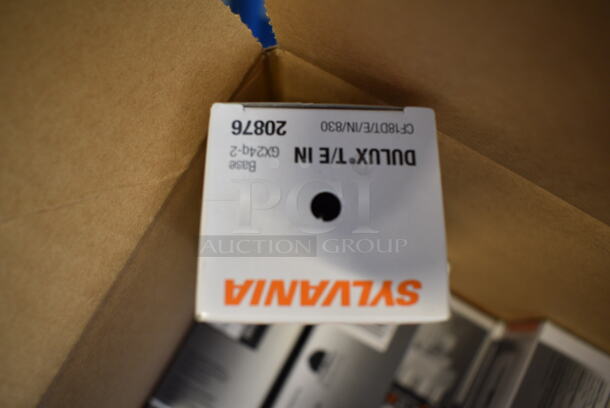 SYLVANIA
DULUX® T/E IN
Base
GX24q-2
CF18DT/E/IN/830
20876
PCI
AUCTION GROUP